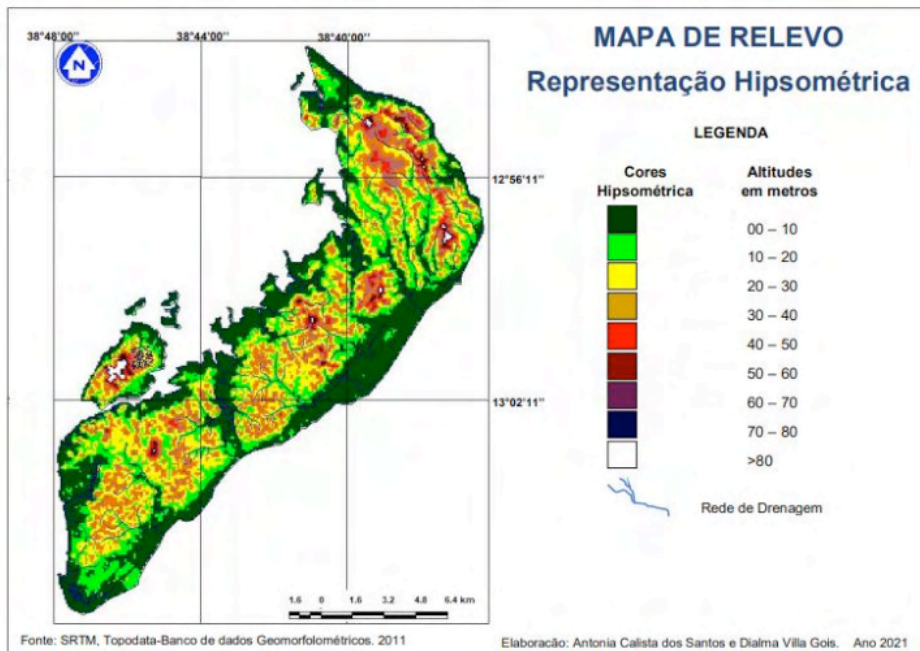 MAPA DE RELEVO
Representação Hipsométrica
38°48'00''
38°44'00''
38°40'00''
N
12°56'11''
13°02'11''
LEGENDA
Cores
Hipsométrica
Altitudes
em metros
00 – 10
10 – 20
20 – 30
30 – 40
40 – 50
50 – 60
60 – 70
70 – 80
>80
Rede de Drenagem
1.6 0 1.6 3.2 4.8 6.4 km
Fonte: SRTM, Topodata-Banco de dados Geomorfolométricos. 2011
Elaboracão: Antonia Calista dos Santos e Dialma Villa Gois. Ano 2021